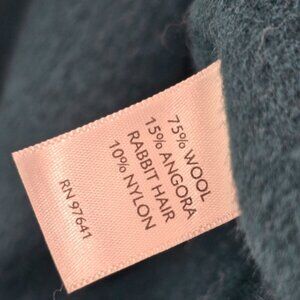 75% WOOL
15% ANGORA
RABBIT HAIR
10% NYLON
RN 97641